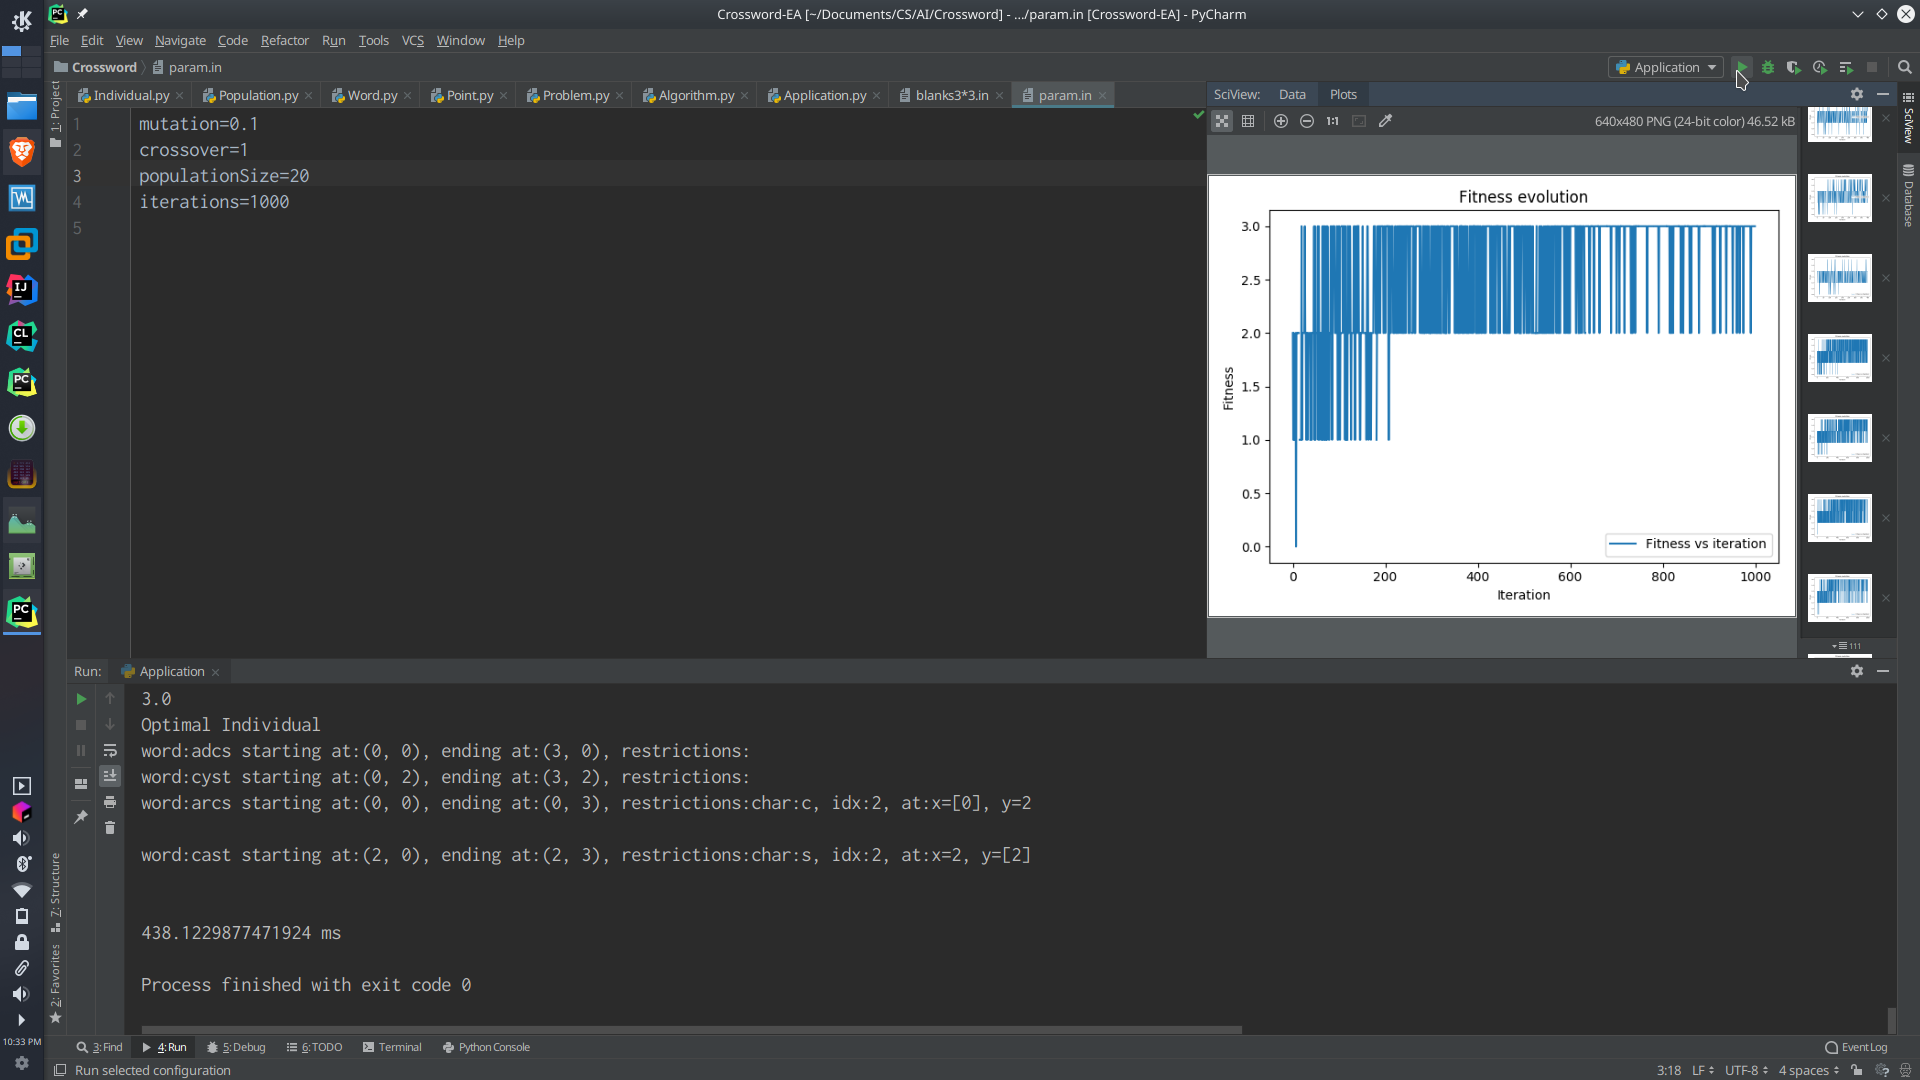 Crossword-EA [~/Documents/CS/AI/Crossword] - .../param.in [Crossword-EA] - PyCharm
File Edit View Navigate Code Refactor Run Tools VCS Window Help
Crossword param.in
Application
Individual.py Population.py Word.py Point.py Problem.py Algorithm.py Application.py blanks3*3.in param.in
SciView: Data Plots
1:1 640x480 PNG (24-bit color) 46.52 kB
1: Project
SciView
Database
1 mutation=0.1
2 crossover=1
3 populationSize=20
4 iterations=1000
5
Fitness evolution
3.0
2.5
2.0
1.5
1.0
0.5
0.0
Fitness
Fitness vs iteration
0 200 400 600 800 1000
Iteration
111
IJ
CL
PC
PC
Run: Application
3.0
Optimal Individual
word:adcs starting at:(0, 0), ending at:(3, 0), restrictions:
word:cyst starting at:(0, 2), ending at:(3, 2), restrictions:
word:arcs starting at:(0, 0), ending at:(0, 3), restrictions:char:c, idx:2, at:x=[0], y=2
word:cast starting at:(2, 0), ending at:(2, 3), restrictions:char:s, idx:2, at:x=2, y=[2]
438.1229877471924 ms
Process finished with exit code 0
7: Structure
2: Favorites
10:33 PM
3:Find 4:Run 5:Debug 6:TODO Terminal Python Console
Event Log
Run selected configuration
3:18 LF UTF-8 4 spaces